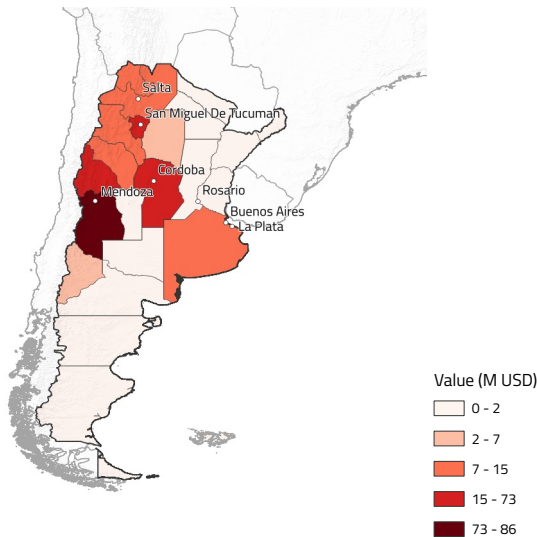 Salta
San Miguel De Tucuman
Cordoba
Mendoza
Rosario
Buenos Aires
La Plata
Value (M USD)
0 - 2
2 - 7
7 - 15
15 - 73
73 - 86